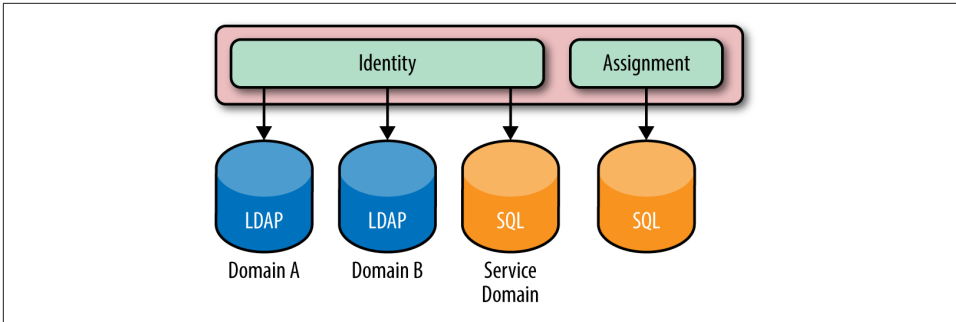 Identity
Assignment
LDAP
LDAP
SQL
SQL
Domain A
Domain B
Service
Domain